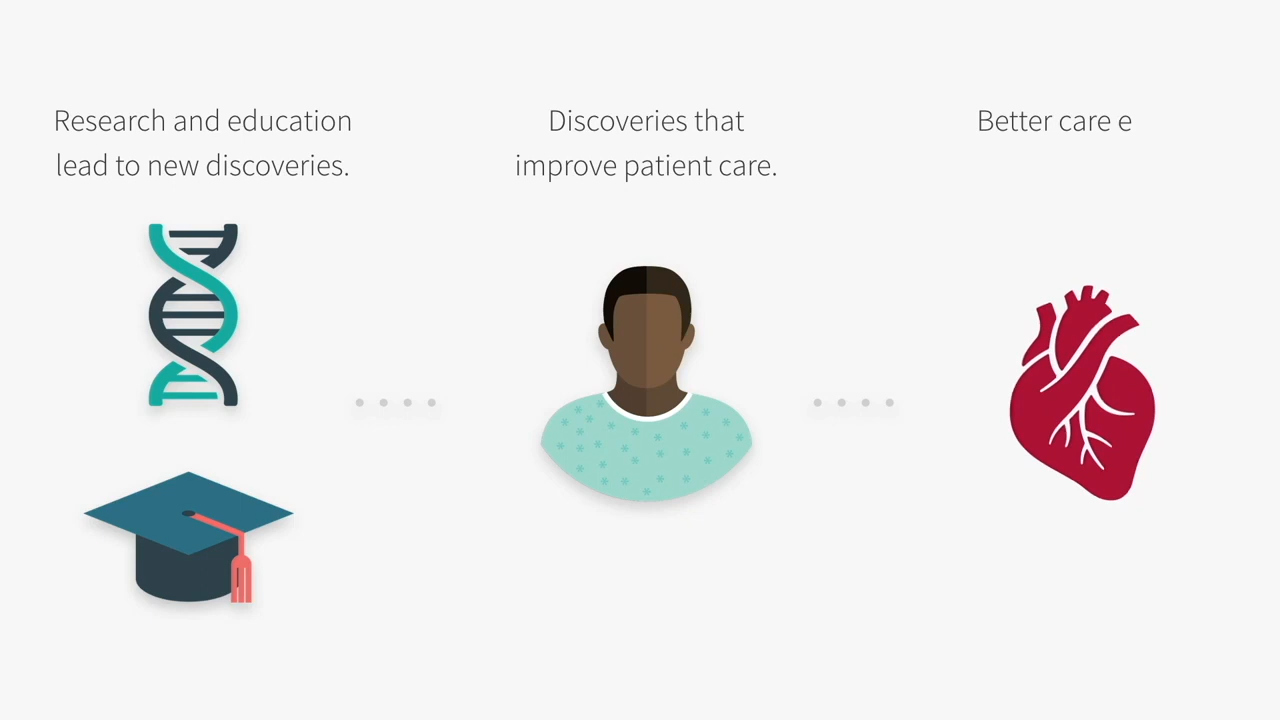 Research and education
lead to new discoveries.
Discoveries that
improve patient care.
Better care e